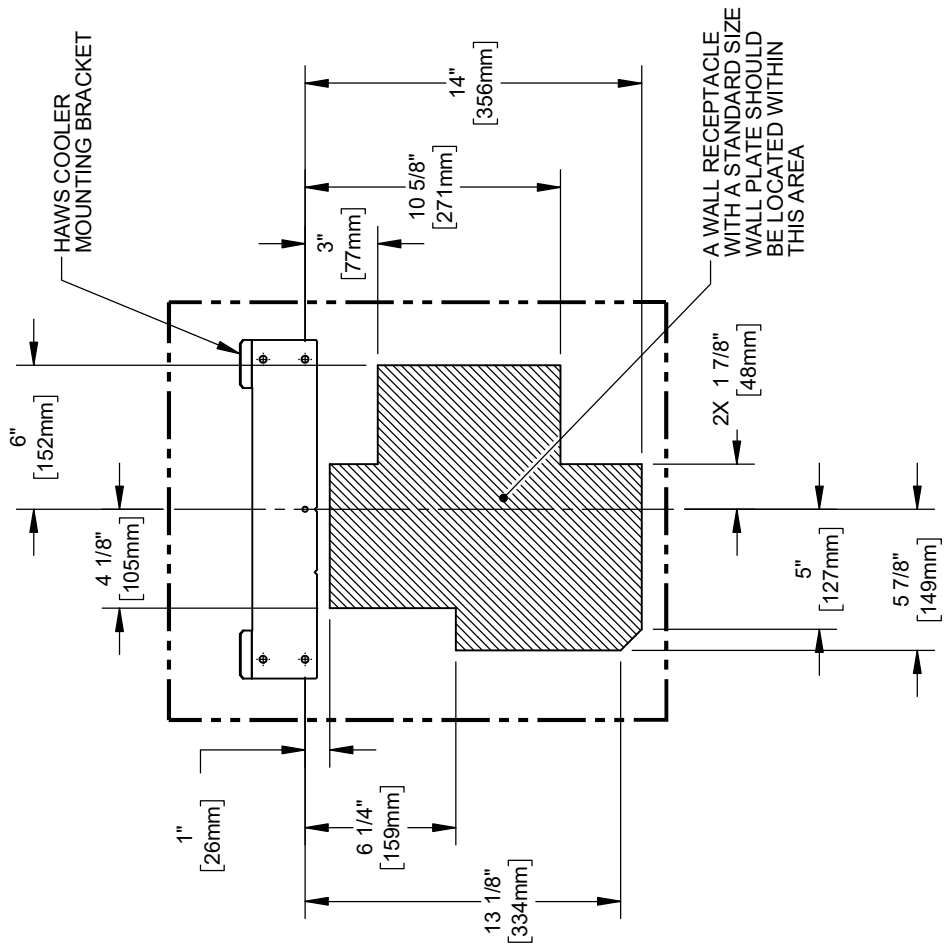 HAWS COOLER
MOUNTING BRACKET
6"
[152mm]
4 1/8"
[105mm]
14"
[356mm]
10 5/8"
[271mm]
3"
[77mm]
1"
[26mm]
6 1/4"
[159mm]
13 1/8"
[334mm]
A WALL RECEPTACLE
WITH A STANDARD SIZE
WALL PLATE SHOULD
BE LOCATED WITHIN
THIS AREA
2X 1 7/8"
[48mm]
5"
[127mm]
5 7/8"
[149mm]